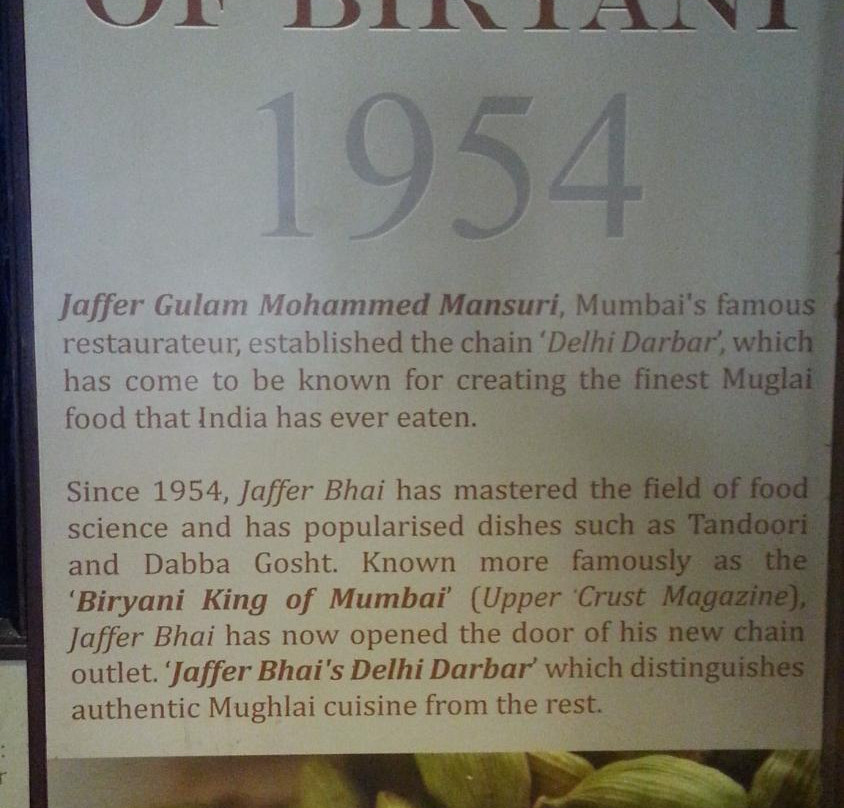 OF BIRYANI
1954
Jaffer Gulam Mohammed Mansuri, Mumbai's famous
restaurateur, established the chain 'Delhi Darbar', which
has come to be known for creating the finest Muglai
food that India has ever eaten.
Since 1954, Jaffer Bhai has mastered the field of food
science and has popularised dishes such as Tandoori
and Dabba Gosht. Known more famously as the
'Biryani King of Mumbai' (Upper Crust Magazine),
Jaffer Bhai has now opened the door of his new chain
outlet. 'Jaffer Bhai's Delhi Darbar' which distinguishes
authentic Mughlai cuisine from the rest.